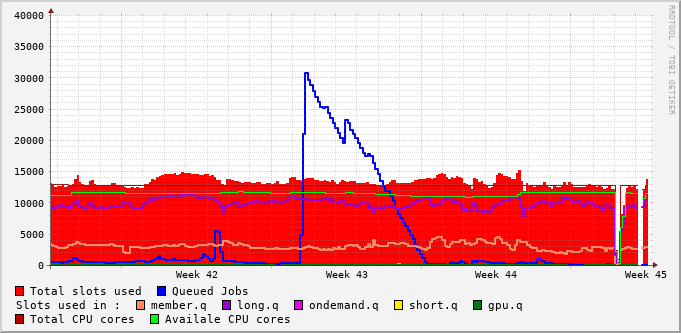 RRDTOOL / TOBI OETIKER
40000
35000
30000
25000
20000
15000
10000
5000
0
Week 42 Week 43 Week 44 Week 45
Total slots used Queued Jobs
Slots used in : member.q long.q ondemand.q short.q gpu.q
Total CPU cores Availale CPU cores